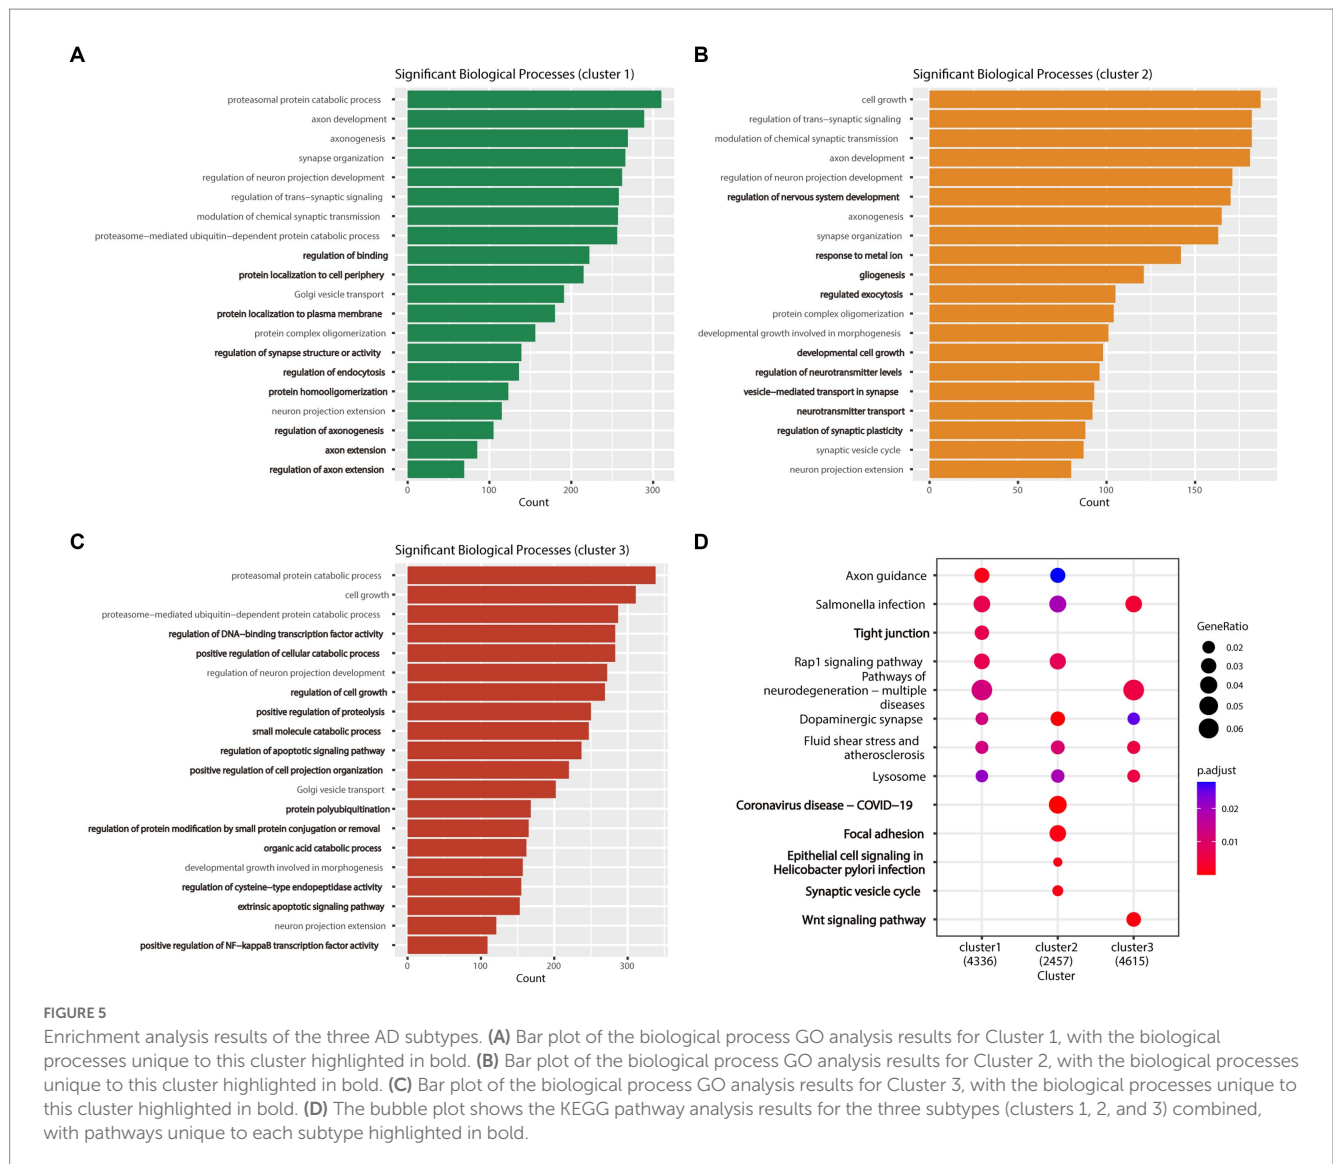 A
Significant Biological Processes (cluster 1)
proteasomal protein catabolic process
axon development
axonogenesis
synapse organization
regulation of neuron projection development
regulation of trans−synaptic signaling
modulation of chemical synaptic transmission
proteasome−mediated ubiquitin−dependent protein catabolic process
regulation of binding
protein localization to cell periphery
Golgi vesicle transport
protein localization to plasma membrane
protein complex oligomerization
regulation of synapse structure or activity
regulation of endocytosis
protein homooligomerization
neuron projection extension
regulation of axonogenesis
axon extension
regulation of axon extension
0 100 200 300
Count
B
Significant Biological Processes (cluster 2)
cell growth
regulation of trans−synaptic signaling
modulation of chemical synaptic transmission
axon development
regulation of neuron projection development
regulation of nervous system development
axonogenesis
synapse organization
response to metal ion
gliogenesis
regulated exocytosis
protein complex oligomerization
developmental growth involved in morphogenesis
developmental cell growth
regulation of neurotransmitter levels
vesicle−mediated transport in synapse
neurotransmitter transport
regulation of synaptic plasticity
synaptic vesicle cycle
neuron projection extension
0 50 100 150
Count
C
Significant Biological Processes (cluster 3)
proteasomal protein catabolic process
cell growth
proteasome−mediated ubiquitin−dependent protein catabolic process
regulation of DNA−binding transcription factor activity
positive regulation of cellular catabolic process
regulation of neuron projection development
regulation of cell growth
positive regulation of proteolysis
small molecule catabolic process
regulation of apoptotic signaling pathway
positive regulation of cell projection organization
Golgi vesicle transport
protein polyubiquitination
regulation of protein modification by small protein conjugation or removal
organic acid catabolic process
developmental growth involved in morphogenesis
regulation of cysteine−type endopeptidase activity
extrinsic apoptotic signaling pathway
neuron projection extension
positive regulation of NF−kappaB transcription factor activity
0 100 200 300
Count
D
Axon guidance
Salmonella infection
Tight junction
Rap1 signaling pathway
Pathways of
neurodegeneration − multiple
diseases
Dopaminergic synapse
Fluid shear stress and
atherosclerosis
Lysosome
Coronavirus disease − COVID−19
Focal adhesion
Epithelial cell signaling in
Helicobacter pylori infection
Synaptic vesicle cycle
Wnt signaling pathway
cluster1 cluster2 cluster3
(4336) (2457) (4615)
Cluster
GeneRatio
0.02
0.03
0.04
0.05
0.06
p.adjust
0.02
0.01
FIGURE 5
Enrichment analysis results of the three AD subtypes. (A) Bar plot of the biological process GO analysis results for Cluster 1, with the biological
processes unique to this cluster highlighted in bold. (B) Bar plot of the biological process GO analysis results for Cluster 2, with the biological processes
unique to this cluster highlighted in bold. (C) Bar plot of the biological process GO analysis results for Cluster 3, with the biological processes unique to
this cluster highlighted in bold. (D) The bubble plot shows the KEGG pathway analysis results for the three subtypes (clusters 1, 2, and 3) combined,
with pathways unique to each subtype highlighted in bold.